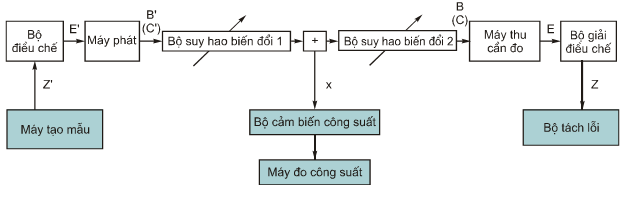 Bộ
điều chế
E'
Máy phát
B'
(C')
Bộ suy hao biến đổi 1
+
Bộ suy hao biến đổi 2
B
(C)
Máy thu
cần đo
E
Bộ giải
điều chế
Z'
x
Z
Máy tạo mẫu
Bộ cảm biến công suất
Bộ tách lỗi
Máy đo công suất